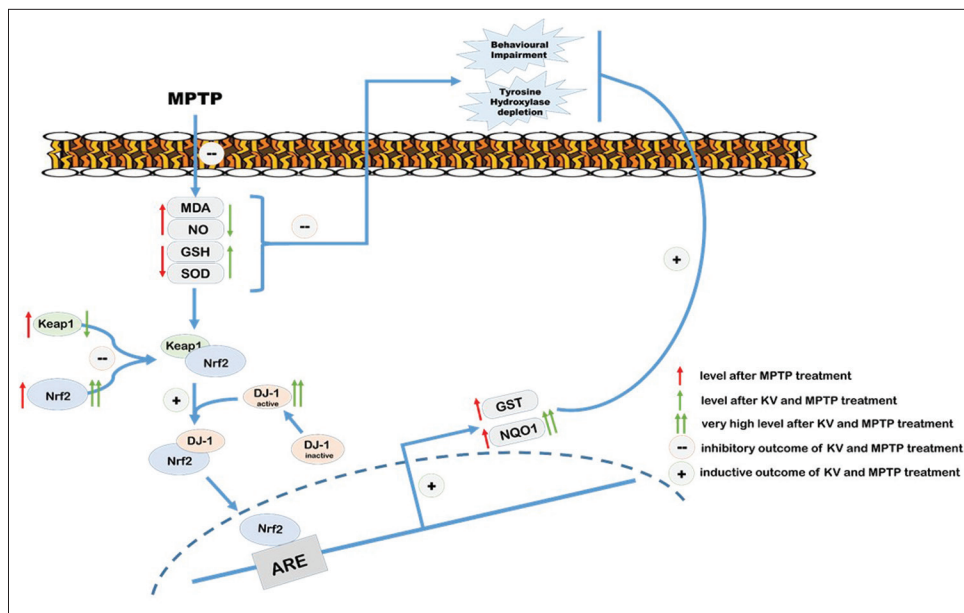 Behavioural
Impairment
Tyrosine
Hydroxylase
depletion
MPTP
--
MDA
NO
GSH
SOD
--
+
Keap1
--
Nrf2
Keap1
Nrf2
+
DJ-1
active
DJ-1
inactive
DJ-1
Nrf2
GST
NQO1
+
Nrf2
ARE
level after MPTP treatment
level after KV and MPTP treatment
very high level after KV and MPTP treatment
-- inhibitory outcome of KV and MPTP treatment
+ inductive outcome of KV and MPTP treatment